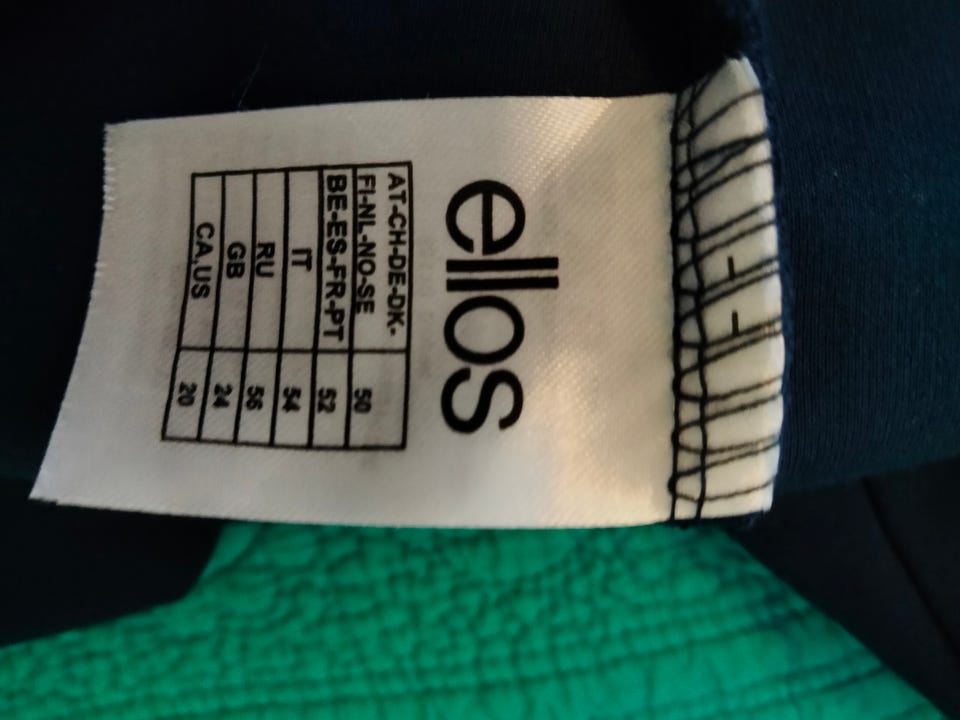 ellos
AT-CH-DE-DK-
FI-NL-NO-SE 50
BE-ES-FR-PT 52
IT 54
RU 56
GB 24
CA,US 20